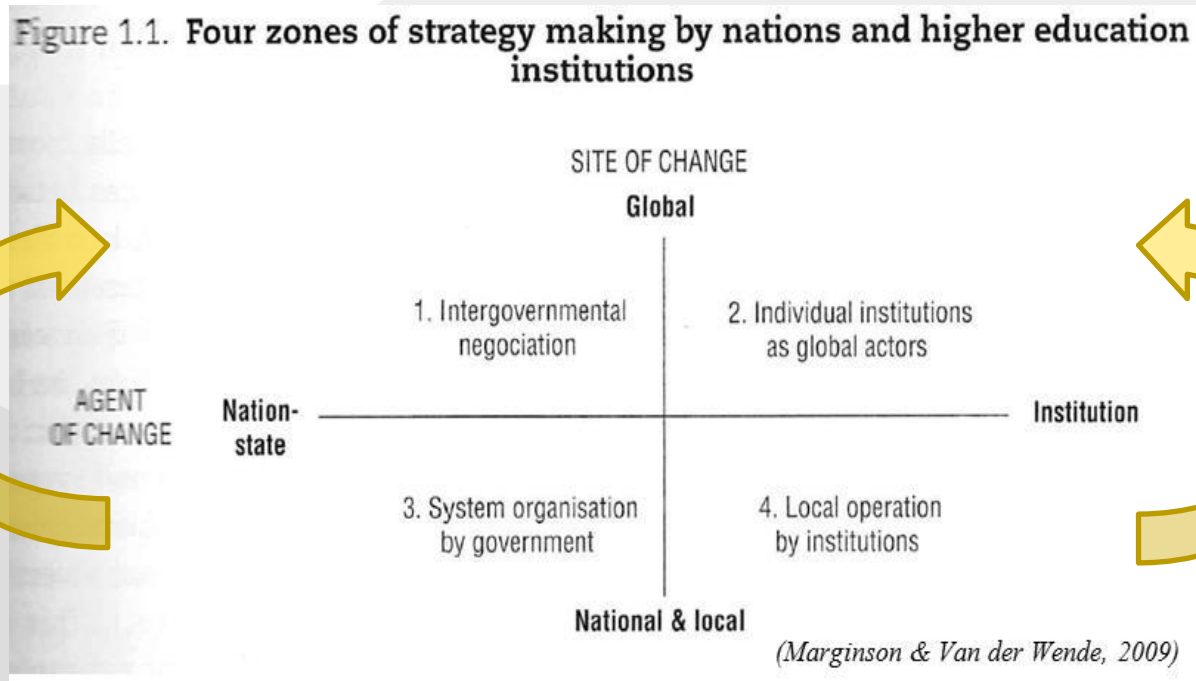 Figure 1.1. Four zones of strategy making by nations and higher education
institutions
SITE OF CHANGE
Global
1. Intergovernmental
negociation
2. Individual institutions
as global actors
AGENT
OF CHANGE
Nation-
state
Institution
3. System organisation
by government
4. Local operation
by institutions
National & local
(Marginson & Van der Wende, 2009)